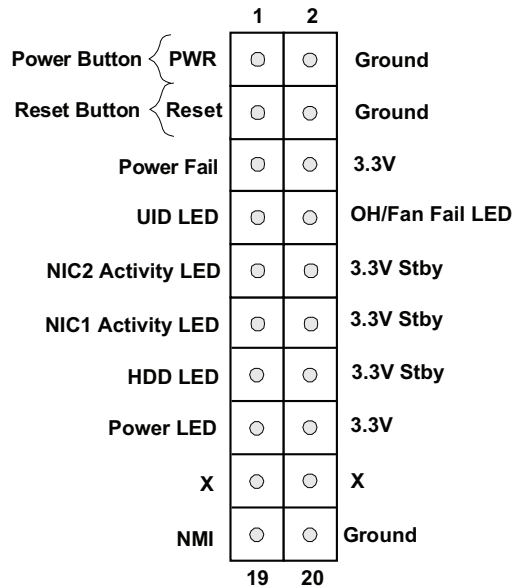 1 2
Power Button PWR Ground
Reset Button Reset Ground
Power Fail 3.3V
UID LED OH/Fan Fail LED
NIC2 Activity LED 3.3V Stby
NIC1 Activity LED 3.3V Stby
HDD LED 3.3V Stby
Power LED 3.3V
X X
NMI Ground
19 20